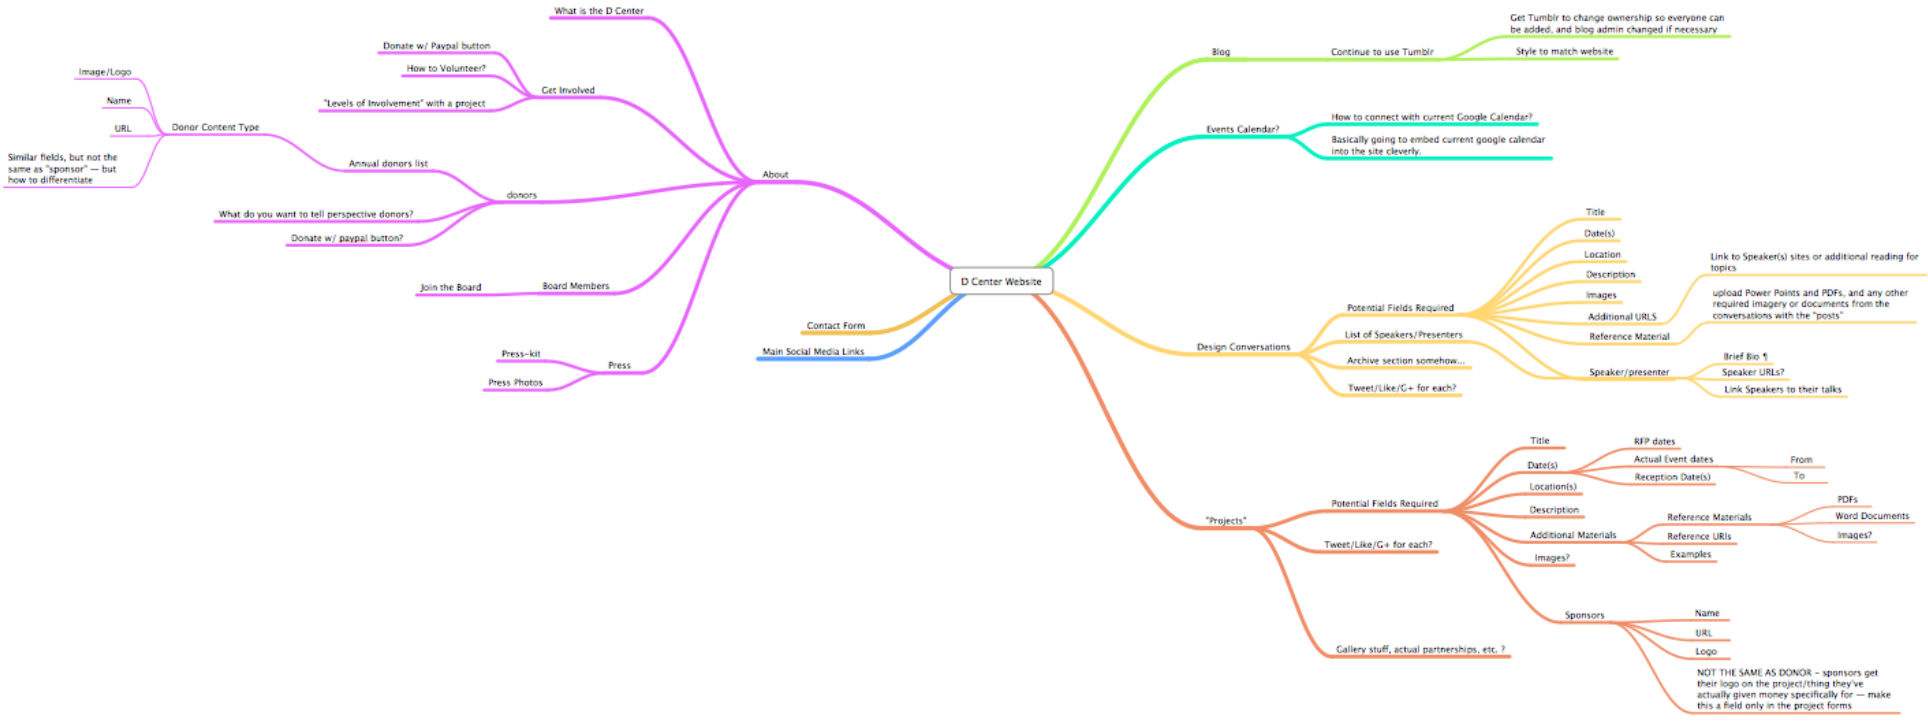 What is the D Center
Donate w/ Paypal button
How to Volunteer?
"Levels of Involvement" with a project
Get Involved
Image/Logo
Name
URL
Similar fields, but not the
same as "sponsor" — but
how to differentiate
Donor Content Type
Annual donors list
What do you want to tell perspective donors?
Donate w/ paypal button?
donors
About
Join the Board
Board Members
Press-kit
Press Photos
Press
D Center Website
Contact Form
Main Social Media Links
Blog
Continue to use Tumblr
Get Tumblr to change ownership so everyone can
be added, and blog admin changed if necessary
Style to match website
Events Calendar?
How to connect with current Google Calendar?
Basically going to embed current google calendar
into the site cleverly.
Design Conversations
Potential Fields Required
Title
Date(s)
Location
Description
Images
Additional URLS
Link to Speaker(s) sites or additional reading for
topics
Reference Material
upload Power Points and PDFs, and any other
required imagery or documents from the
conversations with the "posts"
List of Speakers/Presenters
Speaker/presenter
Brief Bio ¶
Speaker URLs?
Link Speakers to their talks
Archive section somehow...
Tweet/Like/G+ for each?
"Projects"
Potential Fields Required
Title
Date(s)
RFP dates
Actual Event dates
From
To
Reception Date(s)
Location(s)
Description
Additional Materials
Reference Materials
PDFs
Word Documents
Images?
Reference URIs
Examples
Images?
Sponsors
Name
URL
Logo
NOT THE SAME AS DONOR - sponsors get
their logo on the project/thing they've
actually given money specifically for — make
this a field only in the project forms
Tweet/Like/G+ for each?
Gallery stuff, actual partnerships, etc. ?